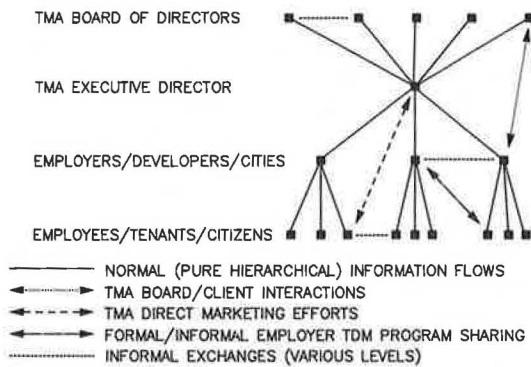 TMA BOARD OF DIRECTORS
TMA EXECUTIVE DIRECTOR
EMPLOYERS/DEVELOPERS/CITIES
EMPLOYEES/TENANTS/CITIZENS
NORMAL (PURE HIERARCHICAL) INFORMATION FLOWS
TMA BOARD/CLIENT INTERACTIONS
TMA DIRECT MARKETING EFFORTS
FORMAL/INFORMAL EMPLOYER TDM PROGRAM SHARING
INFORMAL EXCHANGES (VARIOUS LEVELS)